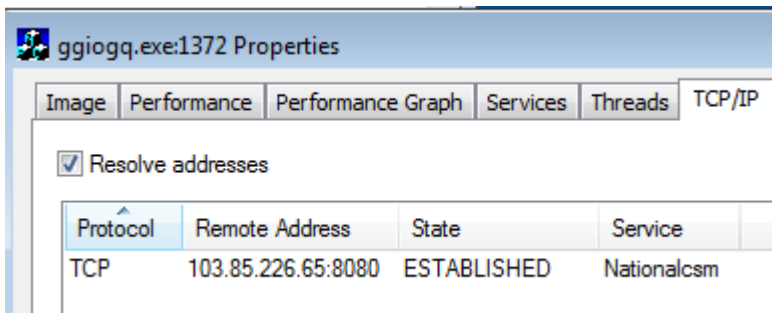 ggiogq.exe:1372 Properties
Image Performance Performance Graph Services Threads TCP/IP
Resolve addresses
Protocol Remote Address State Service
TCP 103.85.226.65:8080 ESTABLISHED Nationalcsm